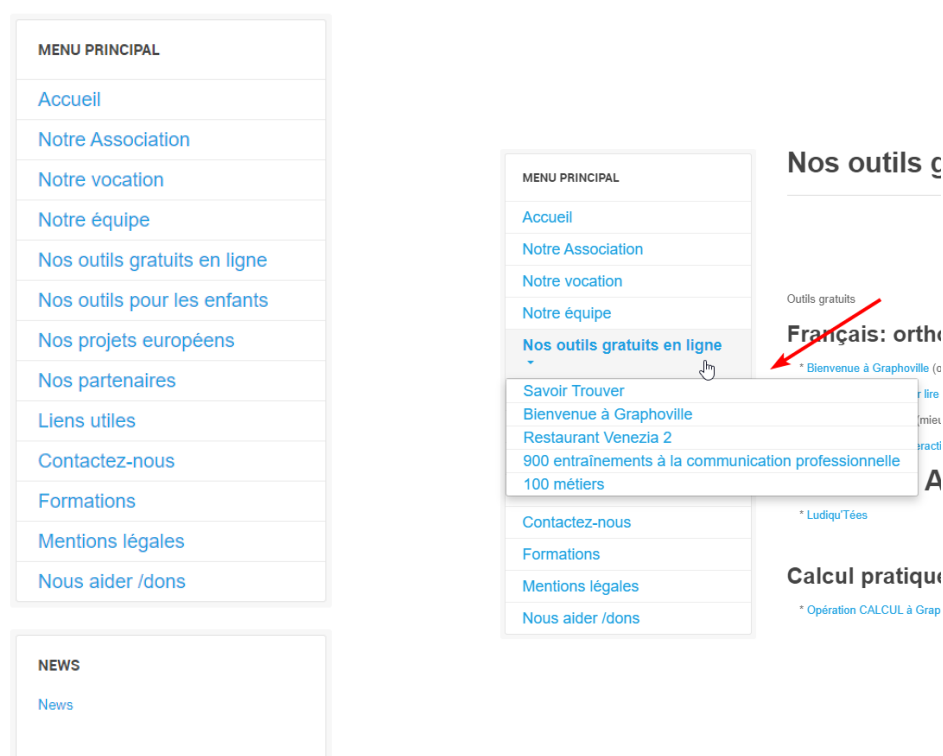 MENU PRINCIPAL
Accueil
Notre Association
Notre vocation
Notre équipe
Nos outils gratuits en ligne
Nos outils pour les enfants
Nos projets européens
Nos partenaires
Liens utiles
Contactez-nous
Formations
Mentions légales
Nous aider /dons
NEWS
News
MENU PRINCIPAL
Accueil
Notre Association
Notre vocation
Notre équipe
Nos outils gratuits en ligne
Savoir Trouver
Bienvenue à Graphoville
Restaurant Venezia 2
900 entraînements à la communication professionnelle
100 métiers
Contactez-nous
Formations
Mentions légales
Nous aider /dons
Nos outils
Outils gratuits
Français:
* Bienvenue à Graphoville
lire
* Ludiqu'Tées
Calcul
* Opération CALCUL à